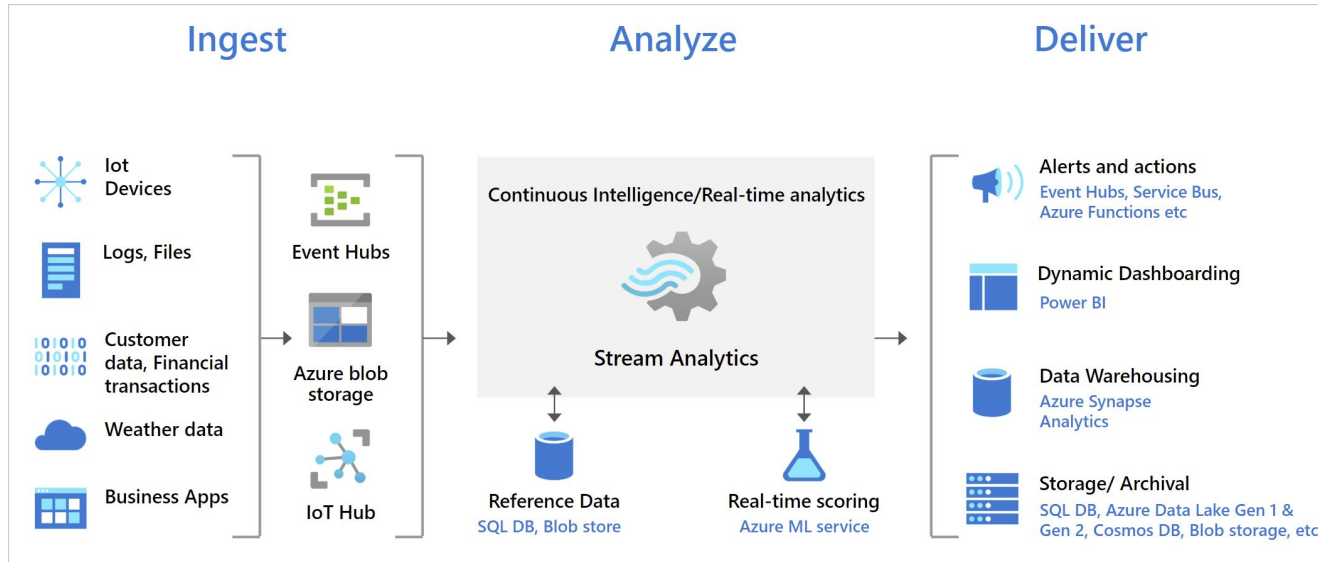 Ingest
Analyze
Deliver
Iot
Devices
Logs, Files
Customer
data, Financial
transactions
Weather data
Business Apps
Event Hubs
Azure blob
storage
IoT Hub
Continuous Intelligence/Real-time analytics
Stream Analytics
Reference Data
SQL DB, Blob store
Real-time scoring
Azure ML service
Alerts and actions
Event Hubs, Service Bus,
Azure Functions etc
Dynamic Dashboarding
Power BI
Data Warehousing
Azure Synapse
Analytics
Storage/ Archival
SQL DB, Azure Data Lake Gen 1 &
Gen 2, Cosmos DB, Blob storage, etc